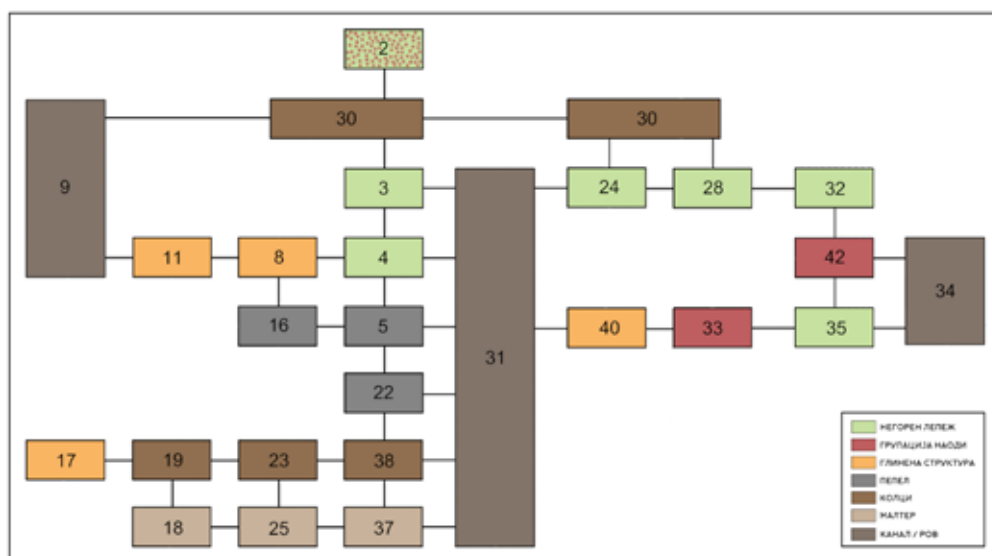 2
30 30
9 3 31 24 28 32
11 8 4 42 34
16 5 40 33 35
22
17 19 23 38
18 25 37
НЕГОРЕН ЛЕПЕЖ
ГРУПАЦИЈА НАОДИ
ГЛИНЕНА СТРУКТУРА
ПЕПЕЛ
КОЛЦИ
МАЛТЕР
КАНАЛ / РОВ